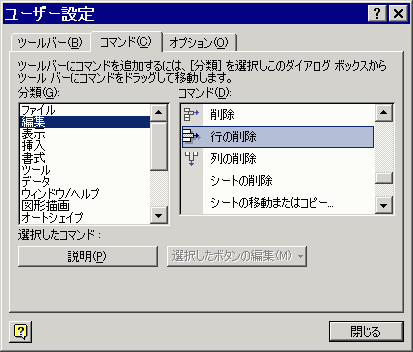 ユーザー設定
ツールバー(B)
コマンド(C)
オプション(O)
ツールバーにコマンドを追加するには、[分類] を選択しこのダイアログ ボックスから
ツール バーにコマンドをドラッグして移動します。
分類(G):
ファイル
編集
表示
挿入
書式
ツール
データ
ウィンドウ/ヘルプ
図形描画
オートシェイプ
コマンド(D):
削除
行の削除
列の削除
シートの削除
シートの移動またはコピー...
選択したコマンド :
説明(P)
選択したボタンの編集(M)
閉じる